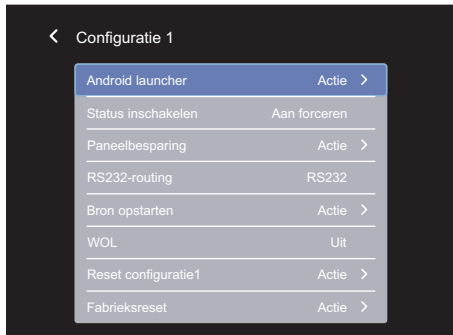 Configuratie 1
Android launcher Actie
Status inschakelen Aan forceren
Paneelbesparing Actie
RS232-routing RS232
Bron opstarten Actie
WOL Uit
Reset configuratie1 Actie
Fabrieksreset Actie